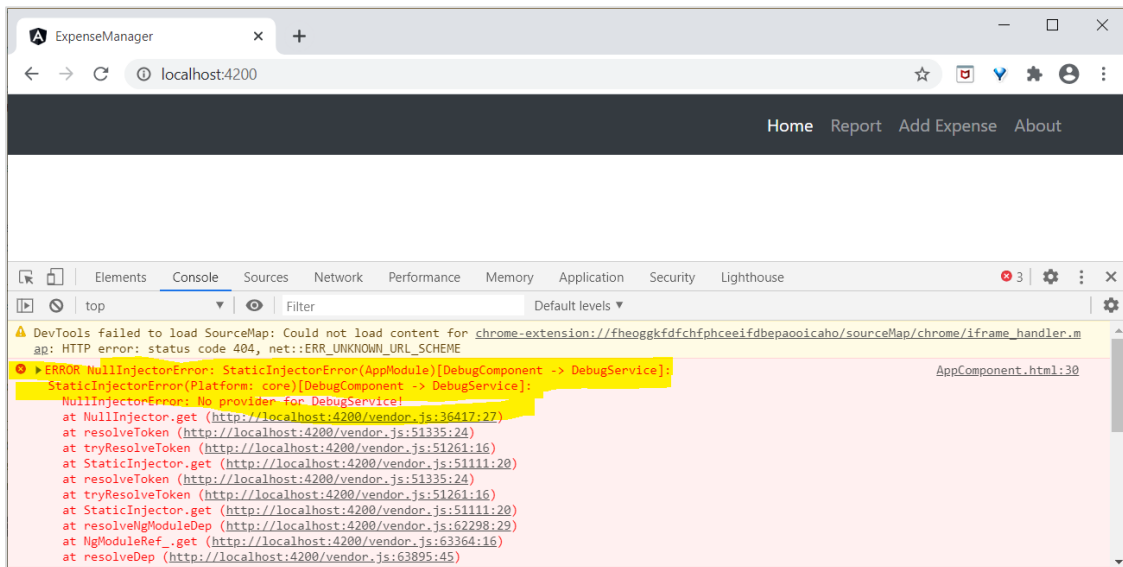 ExpenseManager
localhost:4200
Home Report Add Expense About
Elements Console Sources Network Performance Memory Application Security Lighthouse 3
top Filter Default levels ▼
DevTools failed to load SourceMap: Could not load content for chrome-extension://fheoggkfdfchfphceeifdbepaooicaho/sourceMap/chrome/iframe_handler.m
ap: HTTP error: status code 404, net::ERR_UNKNOWN_URL_SCHEME
ERROR NullInjectorError: StaticInjectorError(AppModule)[DebugComponent -> DebugService]: AppComponent.html:30
StaticInjectorError(Platform: core)[DebugComponent -> DebugService]:
NullInjectorError: No provider for DebugService!
at NullInjector.get (http://localhost:4200/vendor.js:36417:27)
at resolveToken (http://localhost:4200/vendor.js:51335:24)
at tryResolveToken (http://localhost:4200/vendor.js:51261:16)
at StaticInjector.get (http://localhost:4200/vendor.js:51111:20)
at resolveToken (http://localhost:4200/vendor.js:51335:24)
at tryResolveToken (http://localhost:4200/vendor.js:51261:16)
at StaticInjector.get (http://localhost:4200/vendor.js:51111:20)
at resolveNgModuleDep (http://localhost:4200/vendor.js:62298:29)
at NgModuleRef_.get (http://localhost:4200/vendor.js:63364:16)
at resolveDep (http://localhost:4200/vendor.js:63895:45)